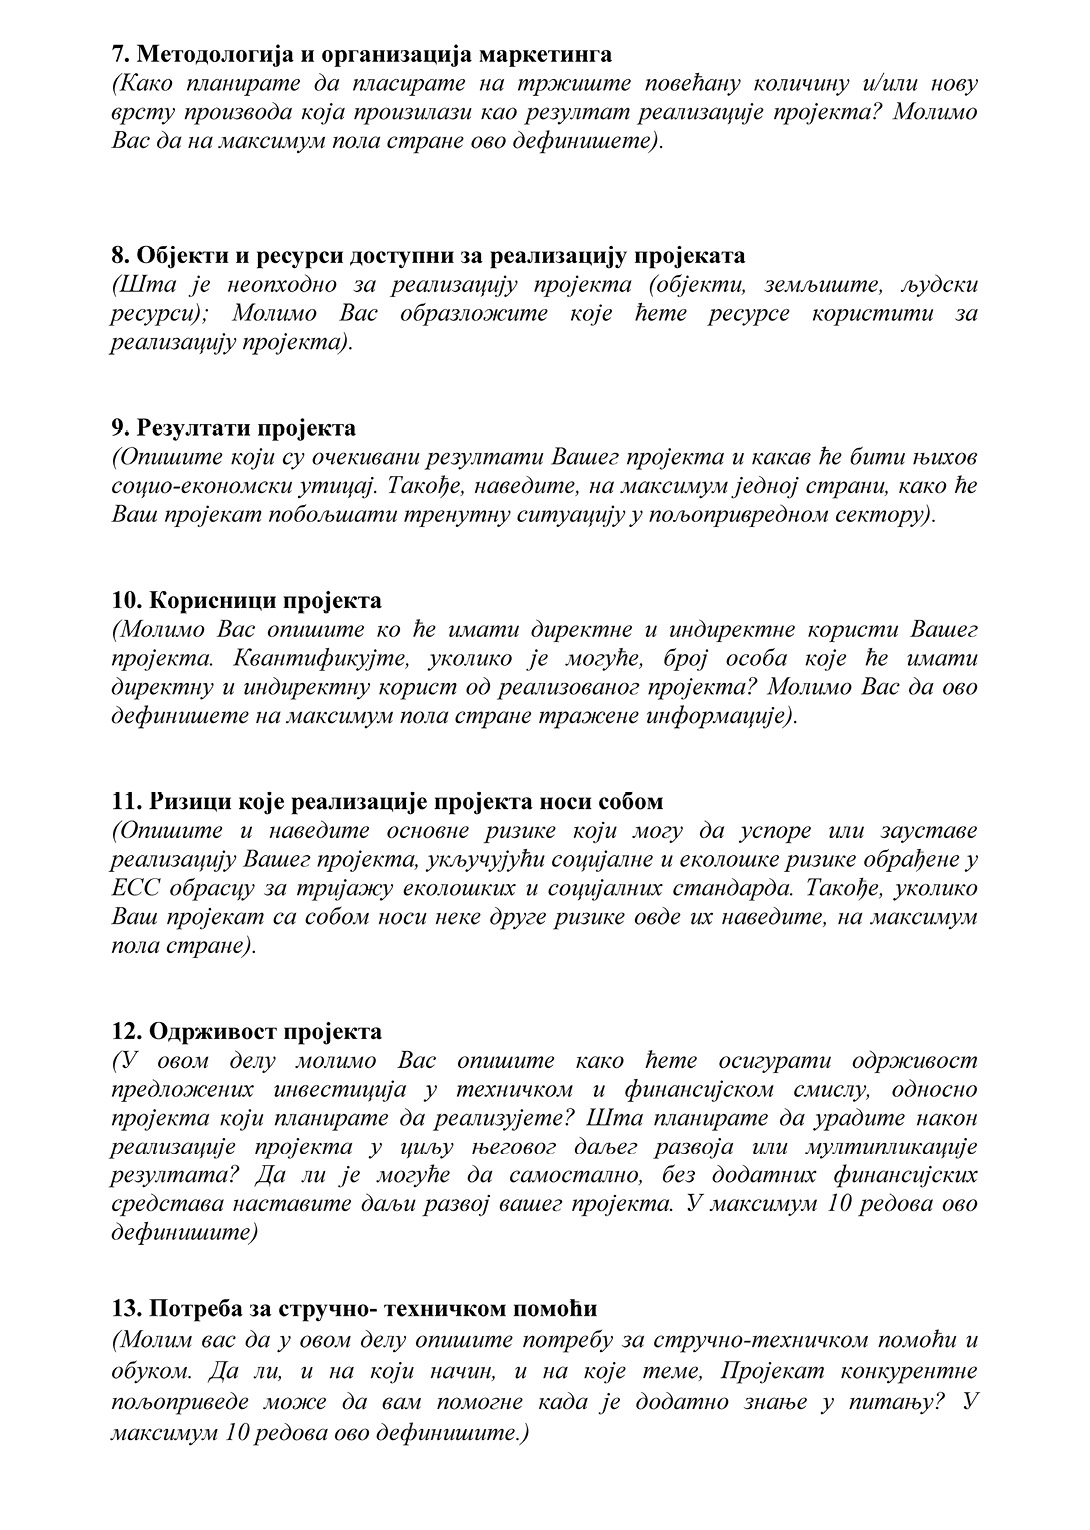 7. Методологија и организација маркетинга
(Како планирате да пласирате на тржиште повећану количину и/или нову
врсту производа која произилази као резултат реализације пројекта? Молимо
Вас да на максимум пола стране ово дефинишете).
8. Објекти и ресурси доступни за реализацију пројеката
(Шта је неопходно за реализацију пројекта (објекти, земљиште, људски
ресурси); Молимо Вас образложите које ћете ресурсе користити за
реализацију пројекта).
9. Резултати пројекта
(Опишите који су очекивани резултати Вашег пројекта и какав ће бити њихов
социо-економски утицај. Такође, наведите, на максимум једној страни, како ће
Ваш пројекат побољшати тренутну ситуацију у пољопривредном сектору).
10. Корисници пројекта
(Молимо Вас опишите ко ће имати директне и индиректне користи Вашег
пројекта. Квантификујте, уколико је могуће, број особа које ће имати
директну и индиректну корист од реализованог пројекта? Молимо Вас да ово
дефинишете на максимум пола стране тражене информације).
11. Ризици које реализације пројекта носи собом
(Опишите и наведите основне ризике који могу да успоре или зауставе
реализацију Вашег пројекта, укључујући социјалне и еколошке ризике обрађене у
ЕСС обрасцу за тријажу еколошких и социјалних стандарда. Такође, уколико
Ваш пројекат са собом носи неке друге ризике овде их наведите, на максимум
пола стране).
12. Одрживост пројекта
(У овом делу молимо Вас опишите како ћете осигурати одрживост
предложених инвестиција у техничком и финансијском смислу, односно
пројекта који планирате да реализујете? Шта планирате да урадите након
реализације пројекта у циљу његовог даљег развоја или мултипликације
резултата? Да ли је могуће да самостално, без додатних финансијских
средстава наставите даљи развој вашег пројекта. У максимум 10 редова ово
дефинишите)
13. Потреба за стручно- техничком помоћи
(Молим вас да у овом делу опишите потребу за стручно-техничком помоћи и
обуком. Да ли, и на који начин, и на које теме, Пројекат конкурентне
пољоприведе може да вам помогне када је додатно знање у питању? У
максимум 10 редова ово дефинишите.)